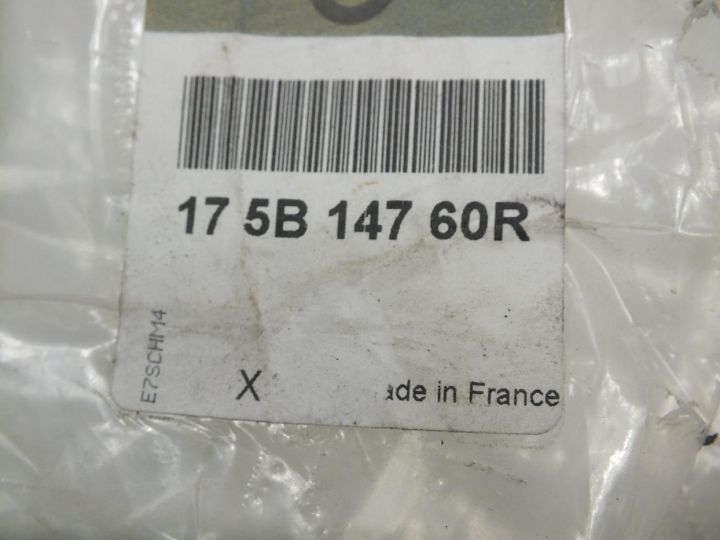 17 5B 147 60R
E7SCHM4
X
ade in France